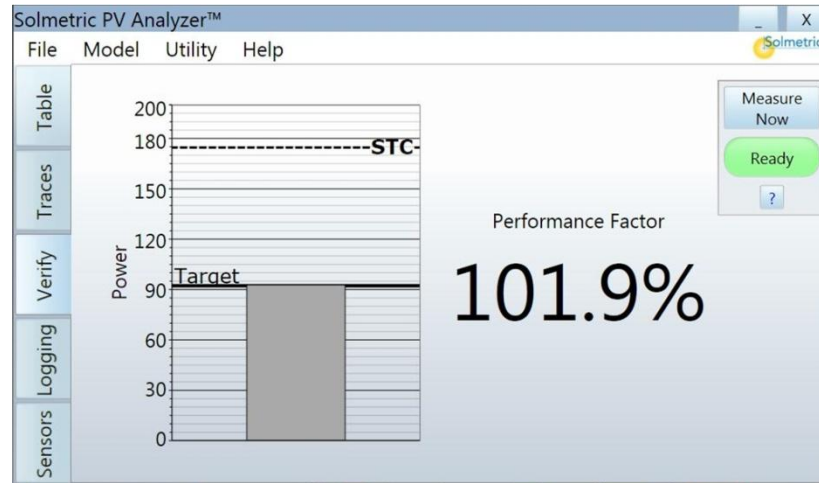 Solmetric PV Analyzer™
_ X
File Model Utility Help
Solmetric
Table
Traces
Verify
Logging
Sensors
Power
200
180
150
120
90
60
30
0
STC
Target
Performance Factor
101.9%
Measure
Now
Ready
?